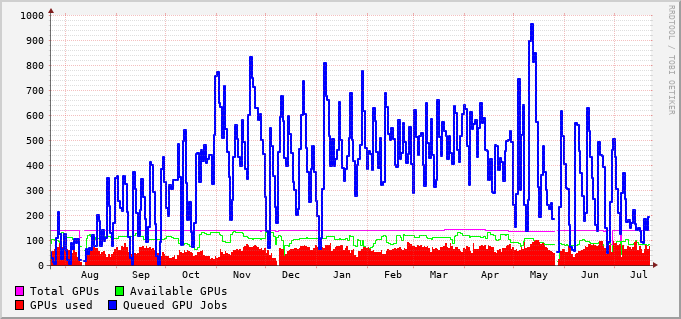 1000
900
800
700
600
500
400
300
200
100
0
Aug Sep Oct Nov Dec Jan Feb Mar Apr May Jun Jul
RRDTOOL / TOBI OETIKER
Total GPUs Available GPUs
GPUs used Queued GPU Jobs